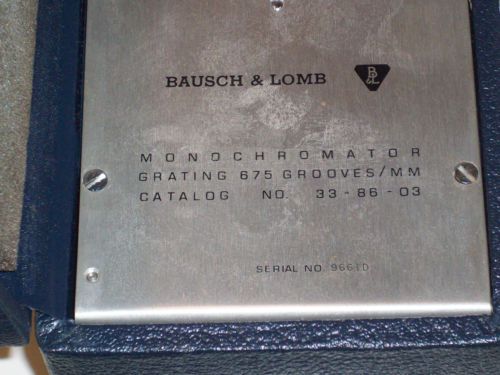 BAUSCH & LOMB
B & L
MONOCHROMATOR
GRATING 675 GROOVES/MM
CATALOG NO. 33-86-03
SERIAL NO. 9661D